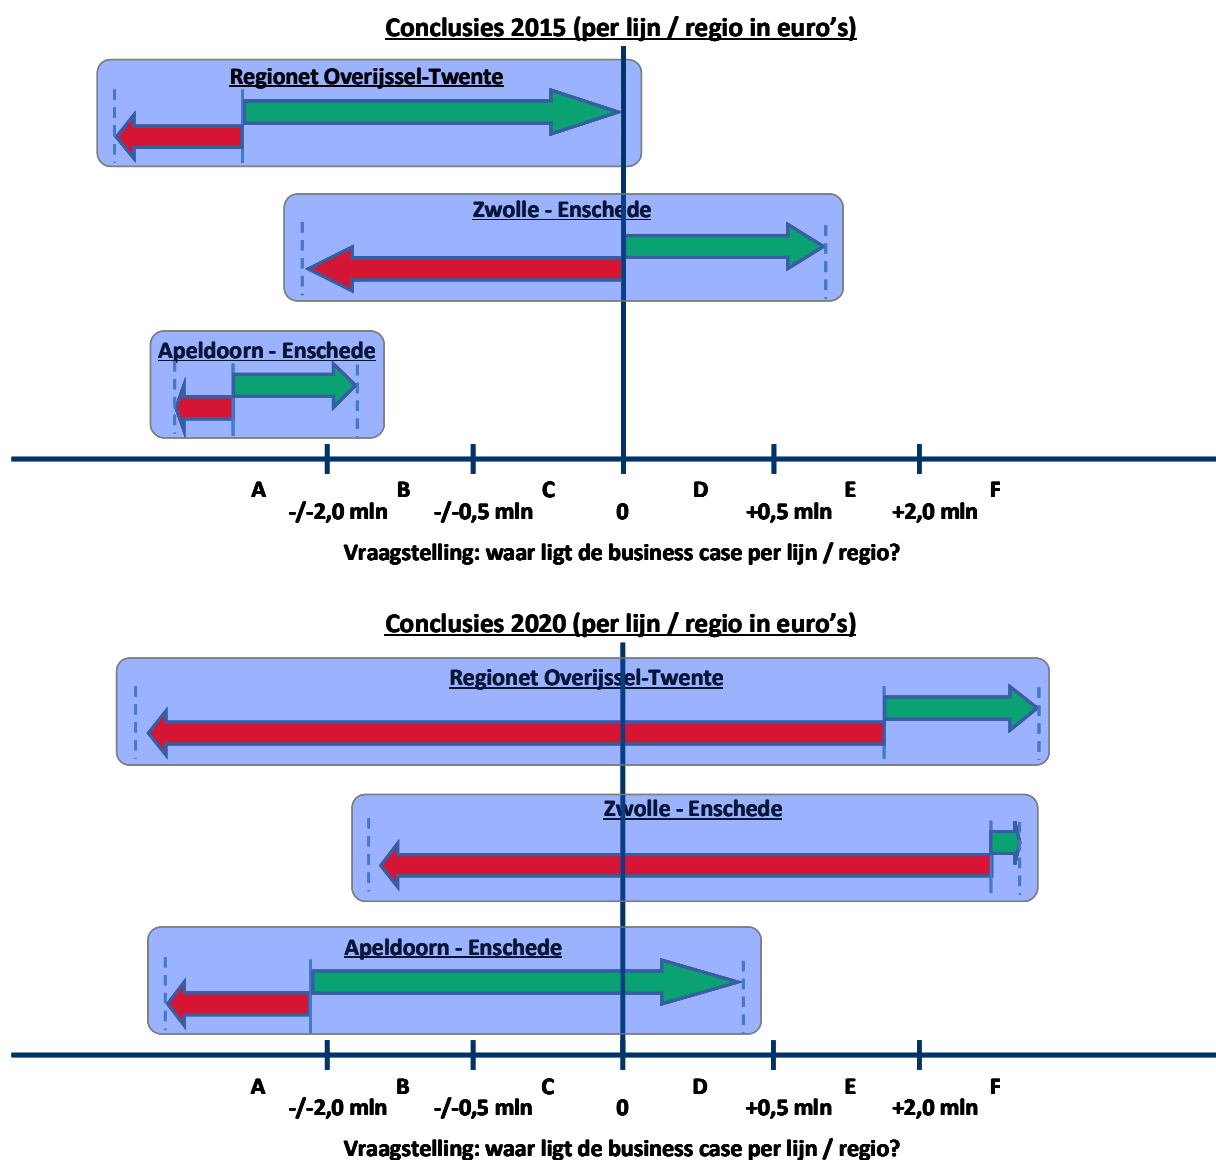 Conclusies 2015 (per lijn / regio in euro’s)
Regionet Overijssel-Twente
Zwolle - Enschede
Apeldoorn - Enschede
A B C D E F
-/-2,0 mln -/-0,5 mln 0 +0,5 mln +2,0 mln
Vraagstelling: waar ligt de business case per lijn / regio?
Conclusies 2020 (per lijn / regio in euro’s)
Regionet Overijssel-Twente
Zwolle - Enschede
Apeldoorn - Enschede
A B C D E F
-/-2,0 mln -/-0,5 mln 0 +0,5 mln +2,0 mln
Vraagstelling: waar ligt de business case per lijn / regio?